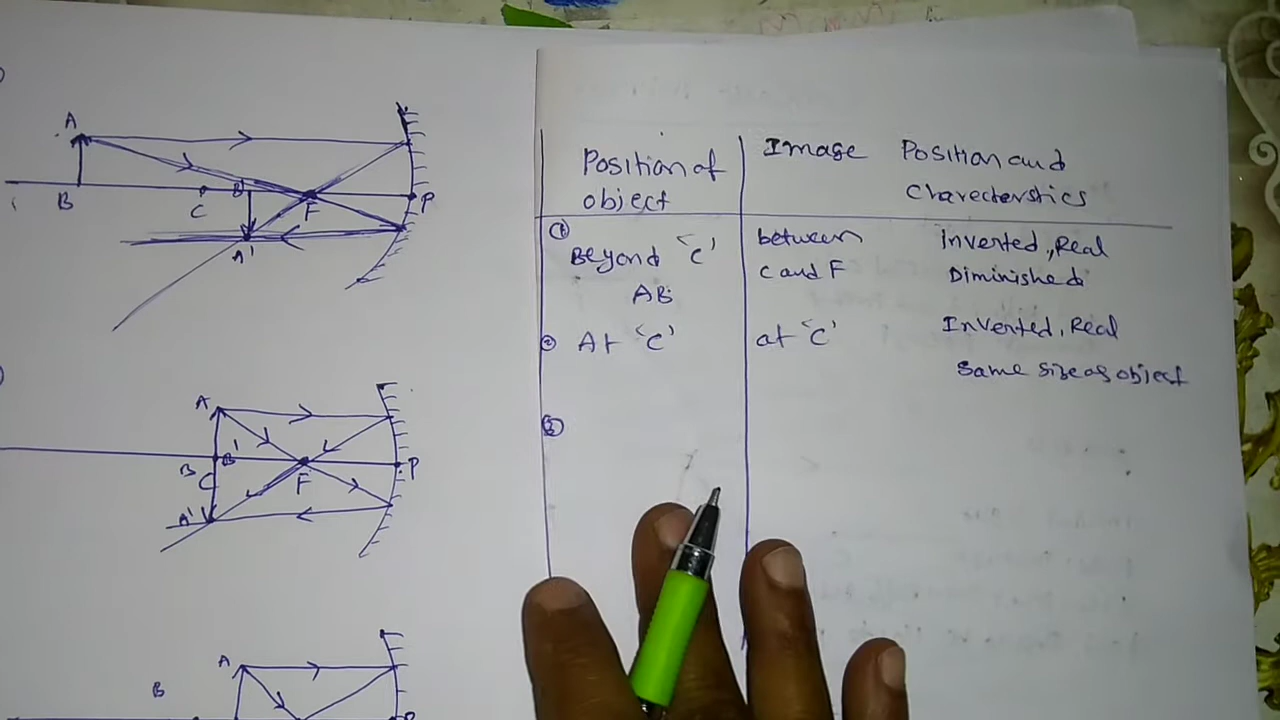 A
B
C
B'
F
P
A'
A
B
B'
C
F
P
A'
A
B
P
Position of
object
Image Position and
Charecterstics
①
Beyond 'C'
AB
between
C and F
Inverted, Real
Diminished
② At 'C'
at 'C'
Inverted, Real
Same size as object
③